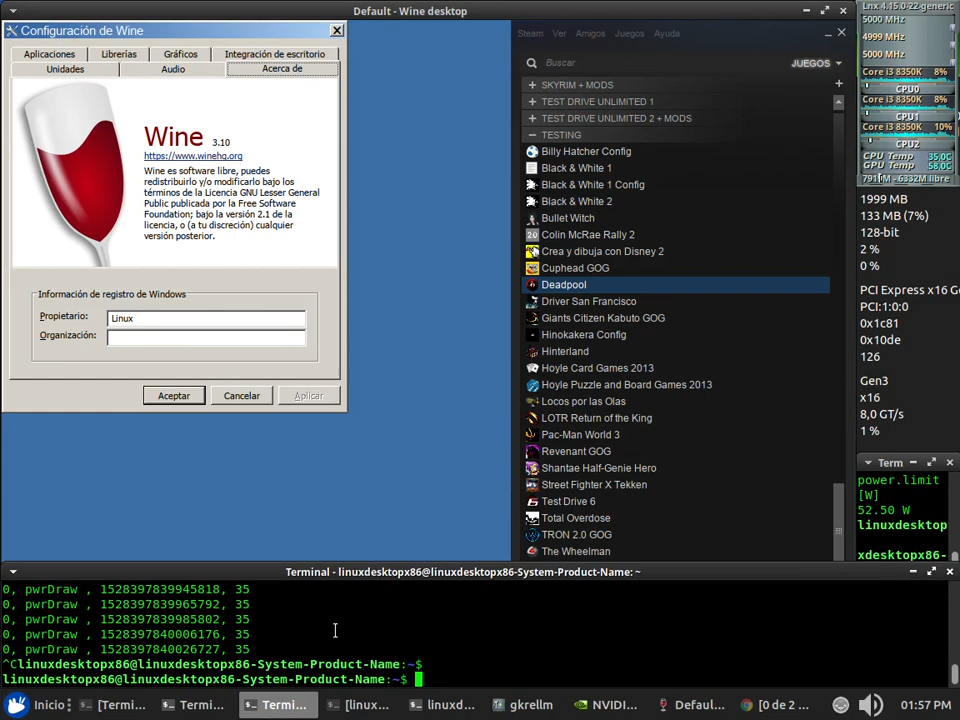 Default - Wine desktop
Configuración de Wine
Aplicaciones
Librerías
Gráficos
Integración de escritorio
Unidades
Audio
Acerca de
Wine 3.10
https://www.winehq.org
Wine es software libre, puedes
redistribuirlo y/o modificarlo bajo los
términos de la Licencia GNU Lesser General
Public publicada por la Free Software
Foundation; bajo la versión 2.1 de la
licencia, o (a tu discreción) cualquier
versión posterior.
Información de registro de Windows
Propietario:
Linux
Organización:
Aceptar
Cancelar
Aplicar
Steam Ver Amigos Juegos Ayuda
Buscar
JUEGOS
SKYRIM + MODS
TEST DRIVE UNLIMITED 1
TEST DRIVE UNLIMITED 2 + MODS
TESTING
Billy Hatcher Config
Black & White 1
Black & White 1 Config
Black & White 2
Bullet Witch
Colin McRae Rally 2
Crea y dibuja con Disney 2
Cuphead GOG
Deadpool
Driver San Francisco
Giants Citizen Kabuto GOG
Hinokakera Config
Hinterland
Hoyle Card Games 2013
Hoyle Puzzle and Board Games 2013
Locos por las Olas
LOTR Return of the King
Pac-Man World 3
Revenant GOG
Shantae Half-Genie Hero
Street Fighter X Tekken
Test Drive 6
Total Overdose
TRON 2.0 GOG
The Wheelman
Lnx 4.15.0-22-generic
5000 MHz
4999 MHz
5000 MHz
Core i3 8350K 8%
CPU0
Core i3 8350K 8%
CPU1
Core i3 8350K 10%
CPU2
CPU Temp 35,0C
GPU Temp 58,0C
7919M - 6332M libre
1999 MB
133 MB (7%)
128-bit
2 %
0 %
PCI Express x16 Ge
PCI:1:0:0
0x1c81
0x10de
126
Gen3
x16
8,0 GT/s
1 %
Term
power.limit
[W]
52.50 W
linuxdesktop
xdesktopx86-
Terminal - linuxdesktopx86@linuxdesktopx86-System-Product-Name: ~
0, pwrDraw , 1528397839945818, 35
0, pwrDraw , 1528397839965792, 35
0, pwrDraw , 1528397839985802, 35
0, pwrDraw , 1528397840006176, 35
0, pwrDraw , 1528397840026727, 35
^Clinuxdesktopx86@linuxdesktopx86-System-Product-Name:~$
linuxdesktopx86@linuxdesktopx86-System-Product-Name:~$
Inicio
[Termi...
Termi...
Termi...
[linux...
linuxd...
gkrellm
NVIDI...
Defaul...
[0 de 2 ...
01:57 PM